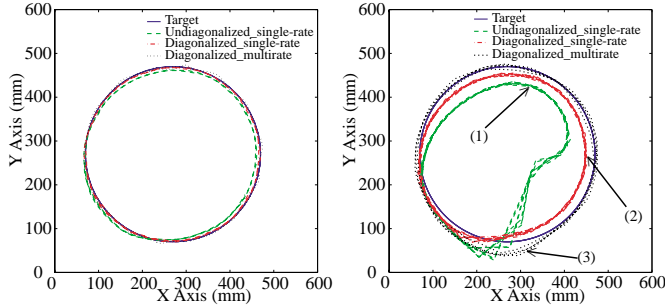 600
500
400
300
200
100
0
0 100 200 300 400 500 600
Y Axis (mm)
X Axis (mm)
Target
Undiagonalized_single-rate
Diagonalized_single-rate
Diagonalized_multirate
600
500
400
300
200
100
0
0 100 200 300 400 500 600
Y Axis (mm)
X Axis (mm)
Target
Undiagonalized_single-rate
Diagonalized_single-rate
Diagonalized_multirate
(1)
(2)
(3)